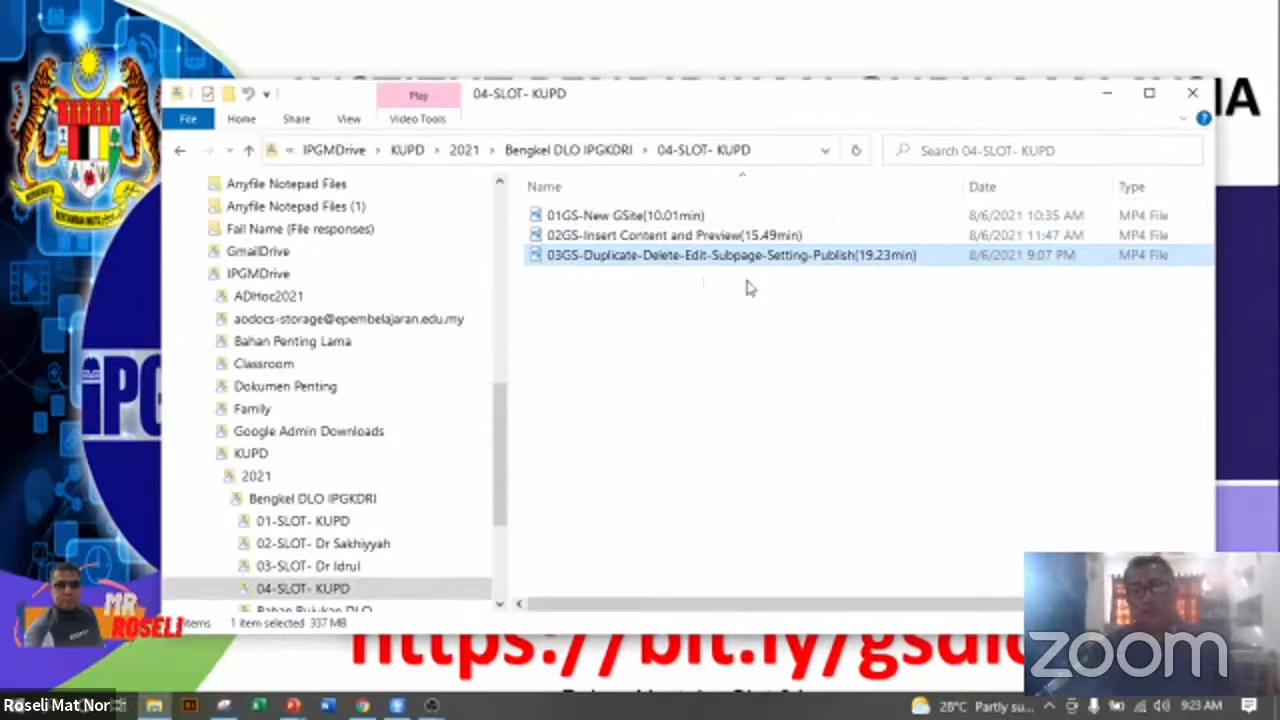 04-SLOT- KUPD
Play
IA
File
Home
Share
View
Video Tools
IPGMDrive
KUPD
2021
Bengkel DLO IPGKDRI
04-SLOT- KUPD
Search 04-SLOT- KUPD
Anyfile Notepad Files
Anyfile Notepad Files (1)
Fail Name (File responses)
GmailDrive
IPGMDrive
ADHoc2021
aodocs-storage@epembelajaran.edu.my
Bahan Penting Lama
Classroom
Dokumen Penting
Family
Google Admin Downloads
KUPD
2021
Bengkel DLO IPGKDRI
01-SLOT- KUPD
02-SLOT- Dr Sakhiyyah
03-SLOT- Dr Idrul
04-SLOT- KUPD
Name Date Type
01GS-New GSite(10.01min) 8/6/2021 10:35 AM MP4 File
02GS-Insert Content and Preview(15.49min) 8/6/2021 11:47 AM MP4 File
03GS-Duplicate-Delete-Edit-Subpage-Setting-Publish(19.23min) 8/6/2021 9:07 PM MP4 File
iPG
MR
ROSELI
items 1 item selected 337 MB
https://bit.ly/gsdlo
zoom
Roseli Mat Nor
28°C Partly su...
9:23 AM